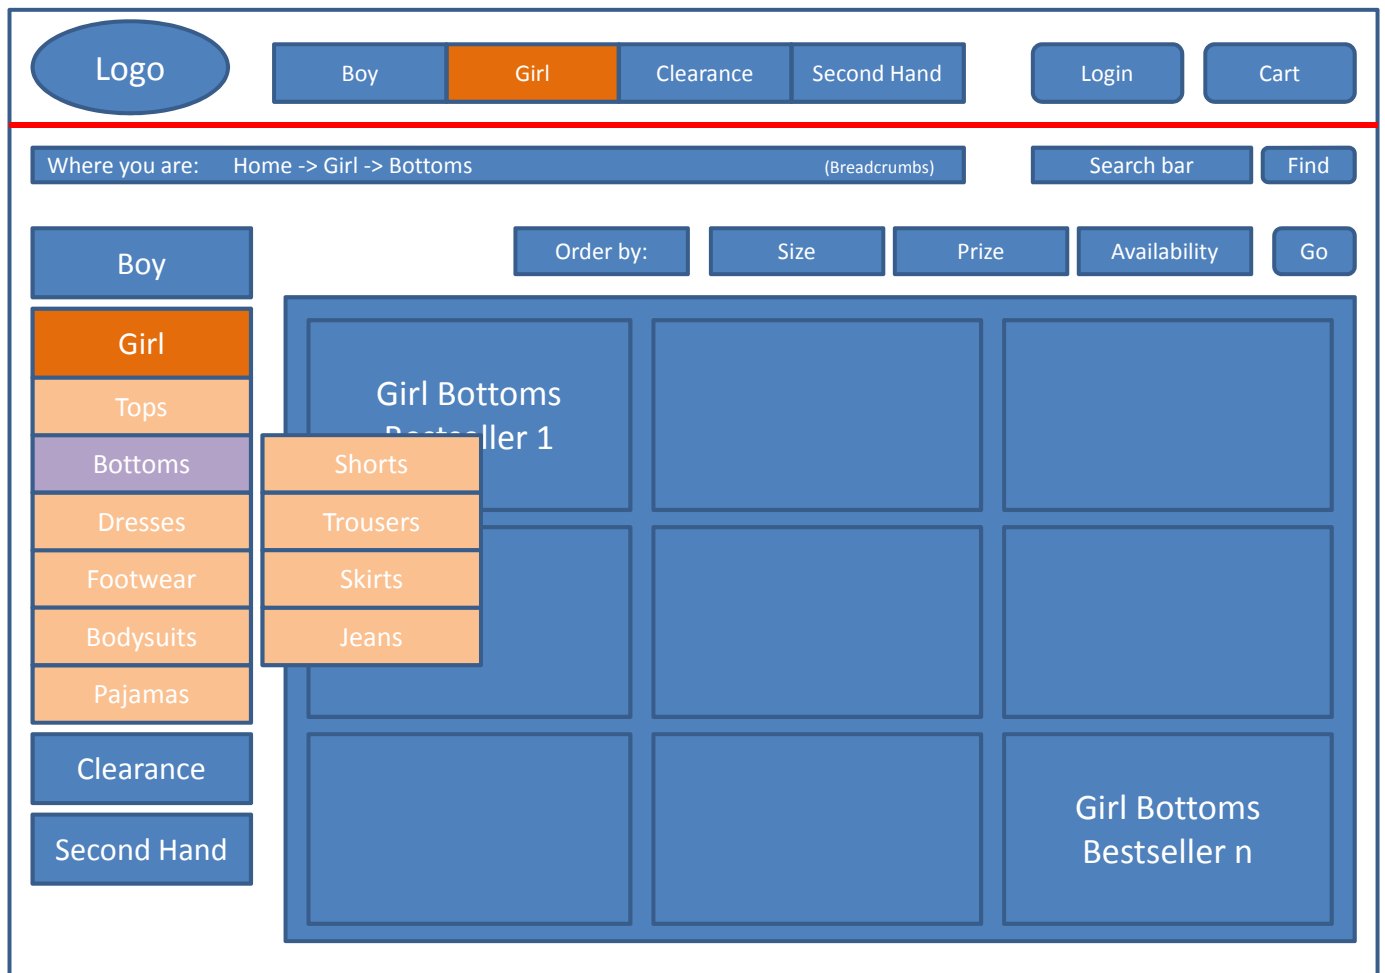 Logo
Boy
Girl
Clearance
Second Hand
Login
Cart
Where you are: Home -> Girl -> Bottoms
(Breadcrumbs)
Search bar
Find
Boy
Order by:
Size
Prize
Availability
Go
Girl
Tops
Bottoms
Dresses
Footwear
Bodysuits
Pajamas
Clearance
Second Hand
Shorts
Trousers
Skirts
Jeans
Girl Bottoms
Bestseller 1
Girl Bottoms
Bestseller n